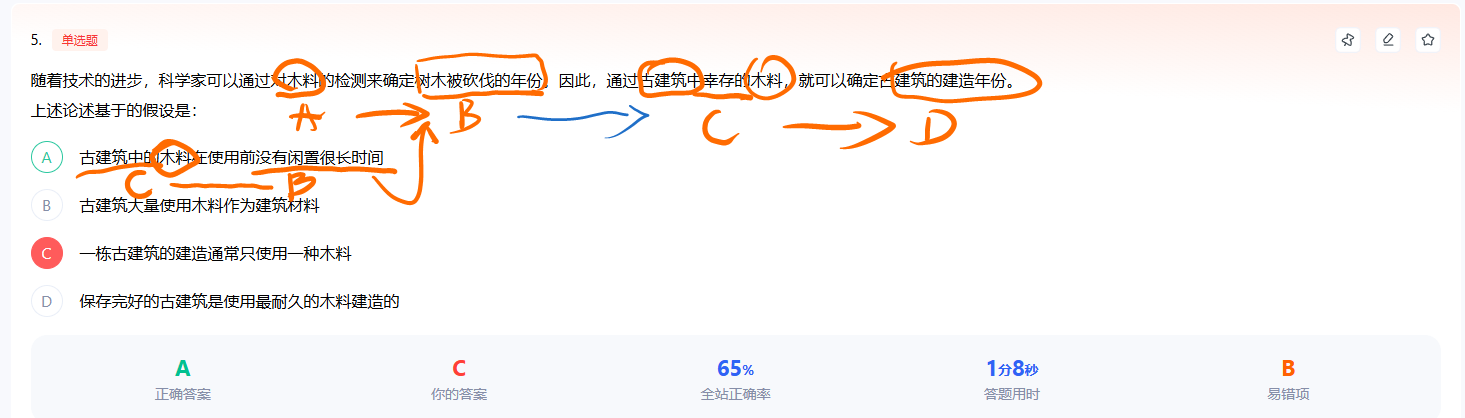 5. 单选题
随着技术的进步，科学家可以通过对木料的检测来确定树木被砍伐的年份。因此，通过古建筑中幸存的木料，就可以确定古建筑的建造年份。
上述论述基于的假设是：
A B C D
A 古建筑中的木料在使用前没有闲置很长时间
C B
B 古建筑大量使用木料作为建筑材料
C 一栋古建筑的建造通常只使用一种木料
D 保存完好的古建筑是使用最耐久的木料建造的
A C 65% 1分8秒 B
正确答案 你的答案 全站正确率 答题用时 易错项